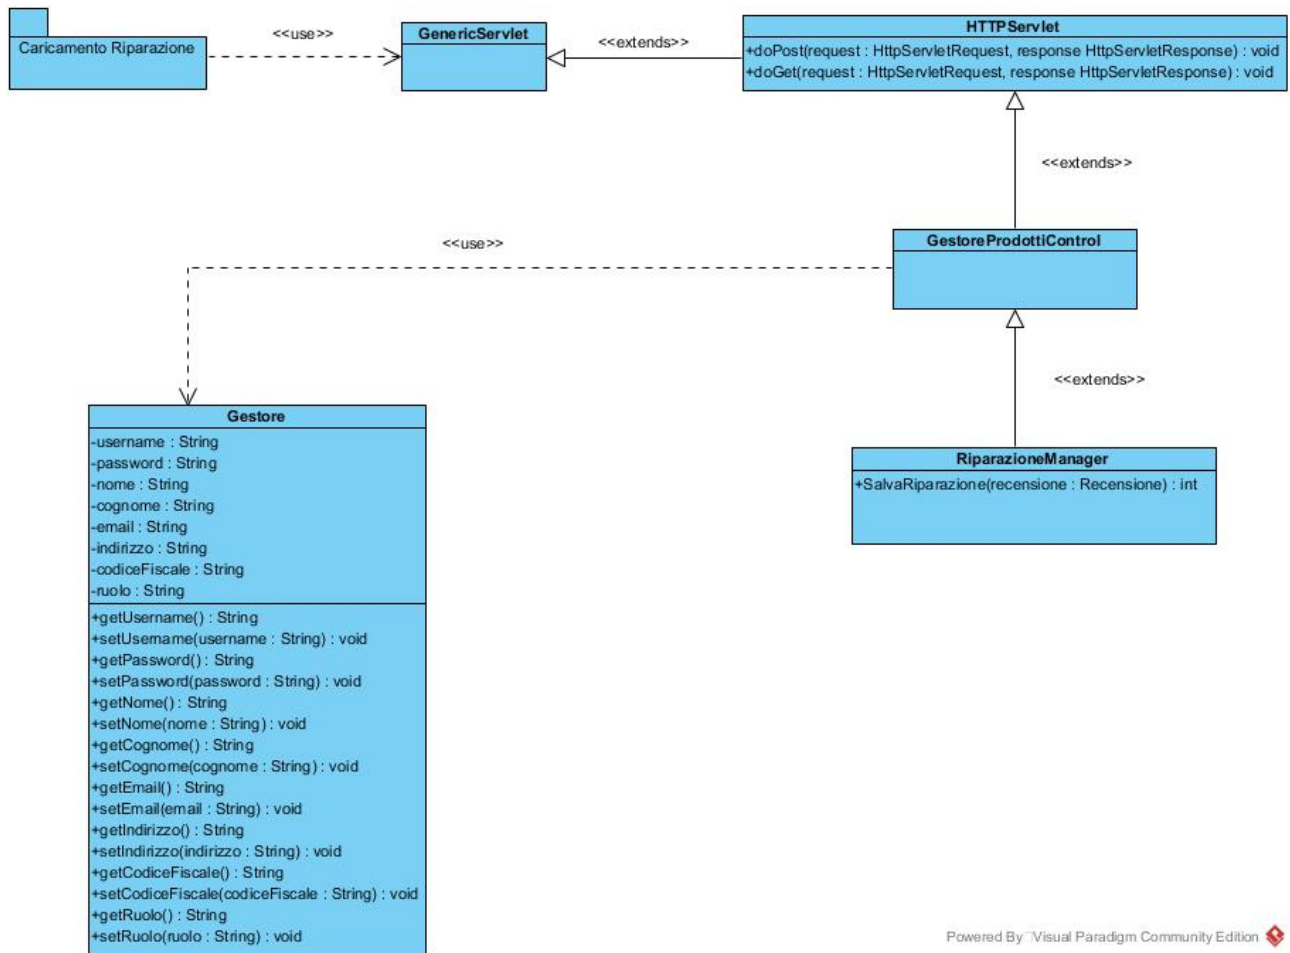 Caricamento Riparazione
<<use>>
GenericServlet
<<extends>>
HTTPServlet
+doPost(request : HttpServletRequest, response HttpServletResponse) : void
+doGet(request : HttpServletRequest, response HttpServletResponse) : void
<<extends>>
GestoreProdottiControl
<<use>>
<<extends>>
RiparazioneManager
+SalvaRiparazione(recensione : Recensione) : int
Gestore
-username : String
-password : String
-nome : String
-cognome : String
-email : String
-indirizzo : String
-codiceFiscale : String
-ruolo : String
+getUsername() : String
+setUsername(username : String) : void
+getPassword() : String
+setPassword(password : String) : void
+getNome() : String
+setNome(nome : String) : void
+getCognome() : String
+setCognome(cognome : String) : void
+getEmail() : String
+setEmail(email : String) : void
+getIndirizzo() : String
+setIndirizzo(indirizzo : String) : void
+getCodiceFiscale() : String
+setCodiceFiscale(codiceFiscale : String) : void
+getRuolo() : String
+setRuolo(ruolo : String) : void
Powered By Visual Paradigm Community Edition